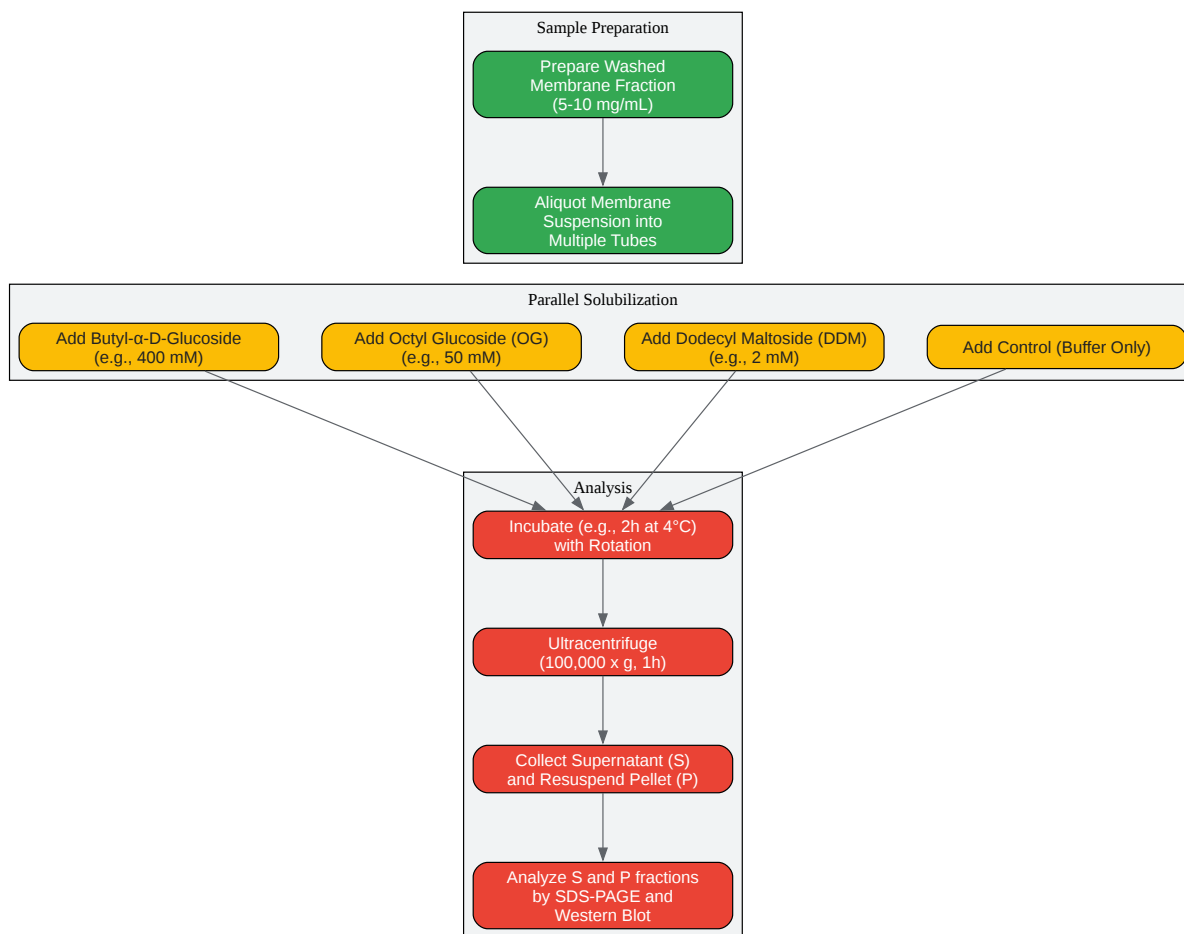 Sample Preparation
Prepare Washed
Membrane Fraction
(5-10 mg/mL)
Aliquot Membrane
Suspension into
Multiple Tubes
Parallel Solubilization
Add Butyl-α-D-Glucoside
(e.g., 400 mM)
Add Octyl Glucoside (OG)
(e.g., 50 mM)
Add Dodecyl Maltoside (DDM)
(e.g., 2 mM)
Add Control (Buffer Only)
Analysis
Incubate (e.g., 2h at 4°C)
with Rotation
Ultracentrifuge
(100,000 x g, 1h)
Collect Supernatant (S)
and Resuspend Pellet (P)
Analyze S and P fractions
by SDS-PAGE and
Western Blot